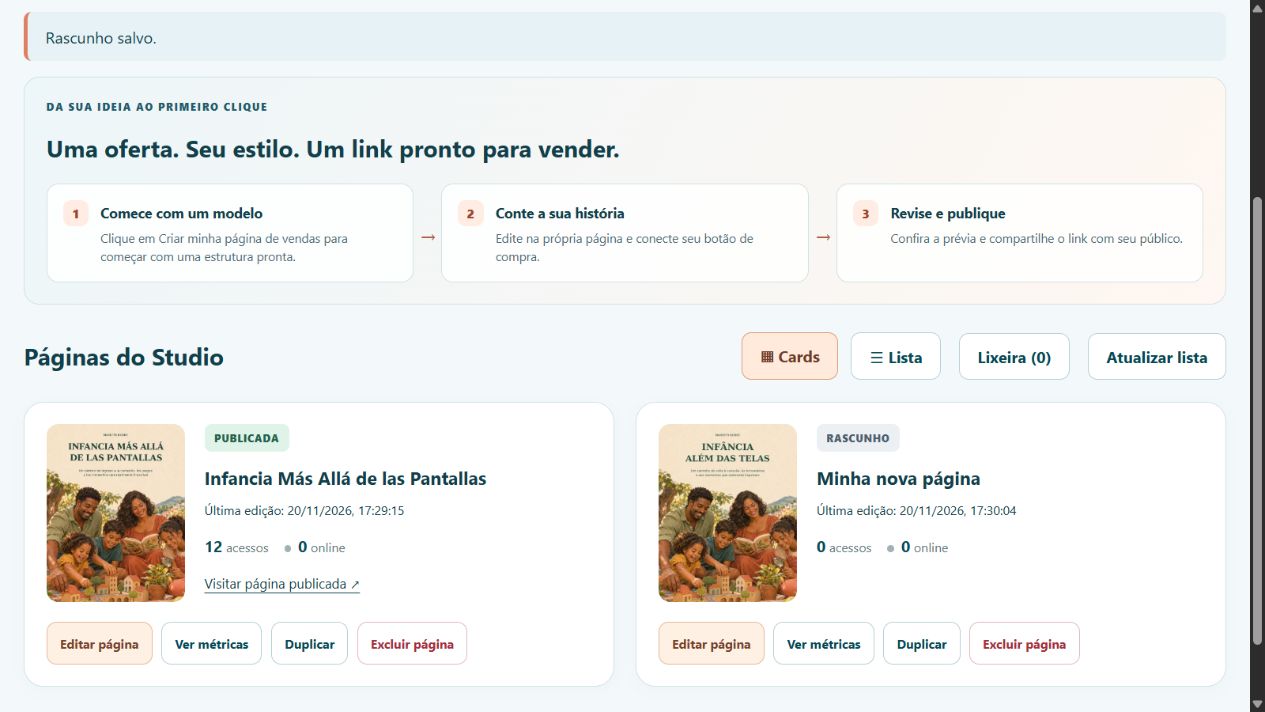 Rascunho salvo.
DA SUA IDEIA AO PRIMEIRO CLIQUE
Uma oferta. Seu estilo. Um link pronto para vender.
1
Comece com um modelo
Clique em Criar minha página de vendas para
começar com uma estrutura pronta.
→
2
Conte a sua história
Edite na própria página e conecte seu botão de
compra.
→
3
Revise e publique
Confira a prévia e compartilhe o link com seu público.
Páginas do Studio
▦ Cards
☰ Lista
Lixeira (0)
Atualizar lista
INFANCIA MÁS ALLÁ
DE LAS PANTALLAS
PUBLICADA
Infancia Más Allá de las Pantallas
Última edição: 20/11/2026, 17:29:15
12 acessos ● 0 online
Visitar página publicada ↗
Editar página
Ver métricas
Duplicar
Excluir página
INFÂNCIA
ALÉM DAS TELAS
RASCUNHO
Minha nova página
Última edição: 20/11/2026, 17:30:04
0 acessos ● 0 online
Editar página
Ver métricas
Duplicar
Excluir página